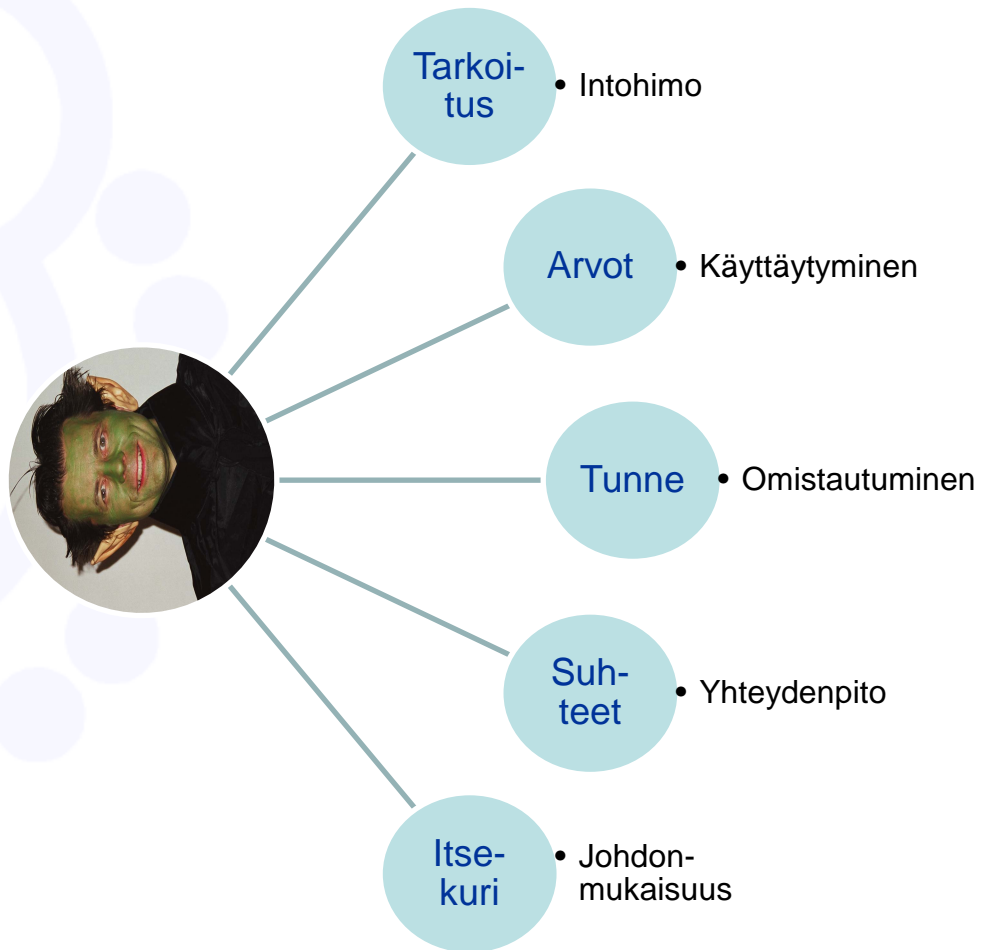 Tarkoi-
tus
• Intohimo
Arvot
• Käyttäytyminen
Tunne
• Omistautuminen
Suh-
teet
• Yhteydenpito
Itse-
kuri
• Johdon-
mukaisuus